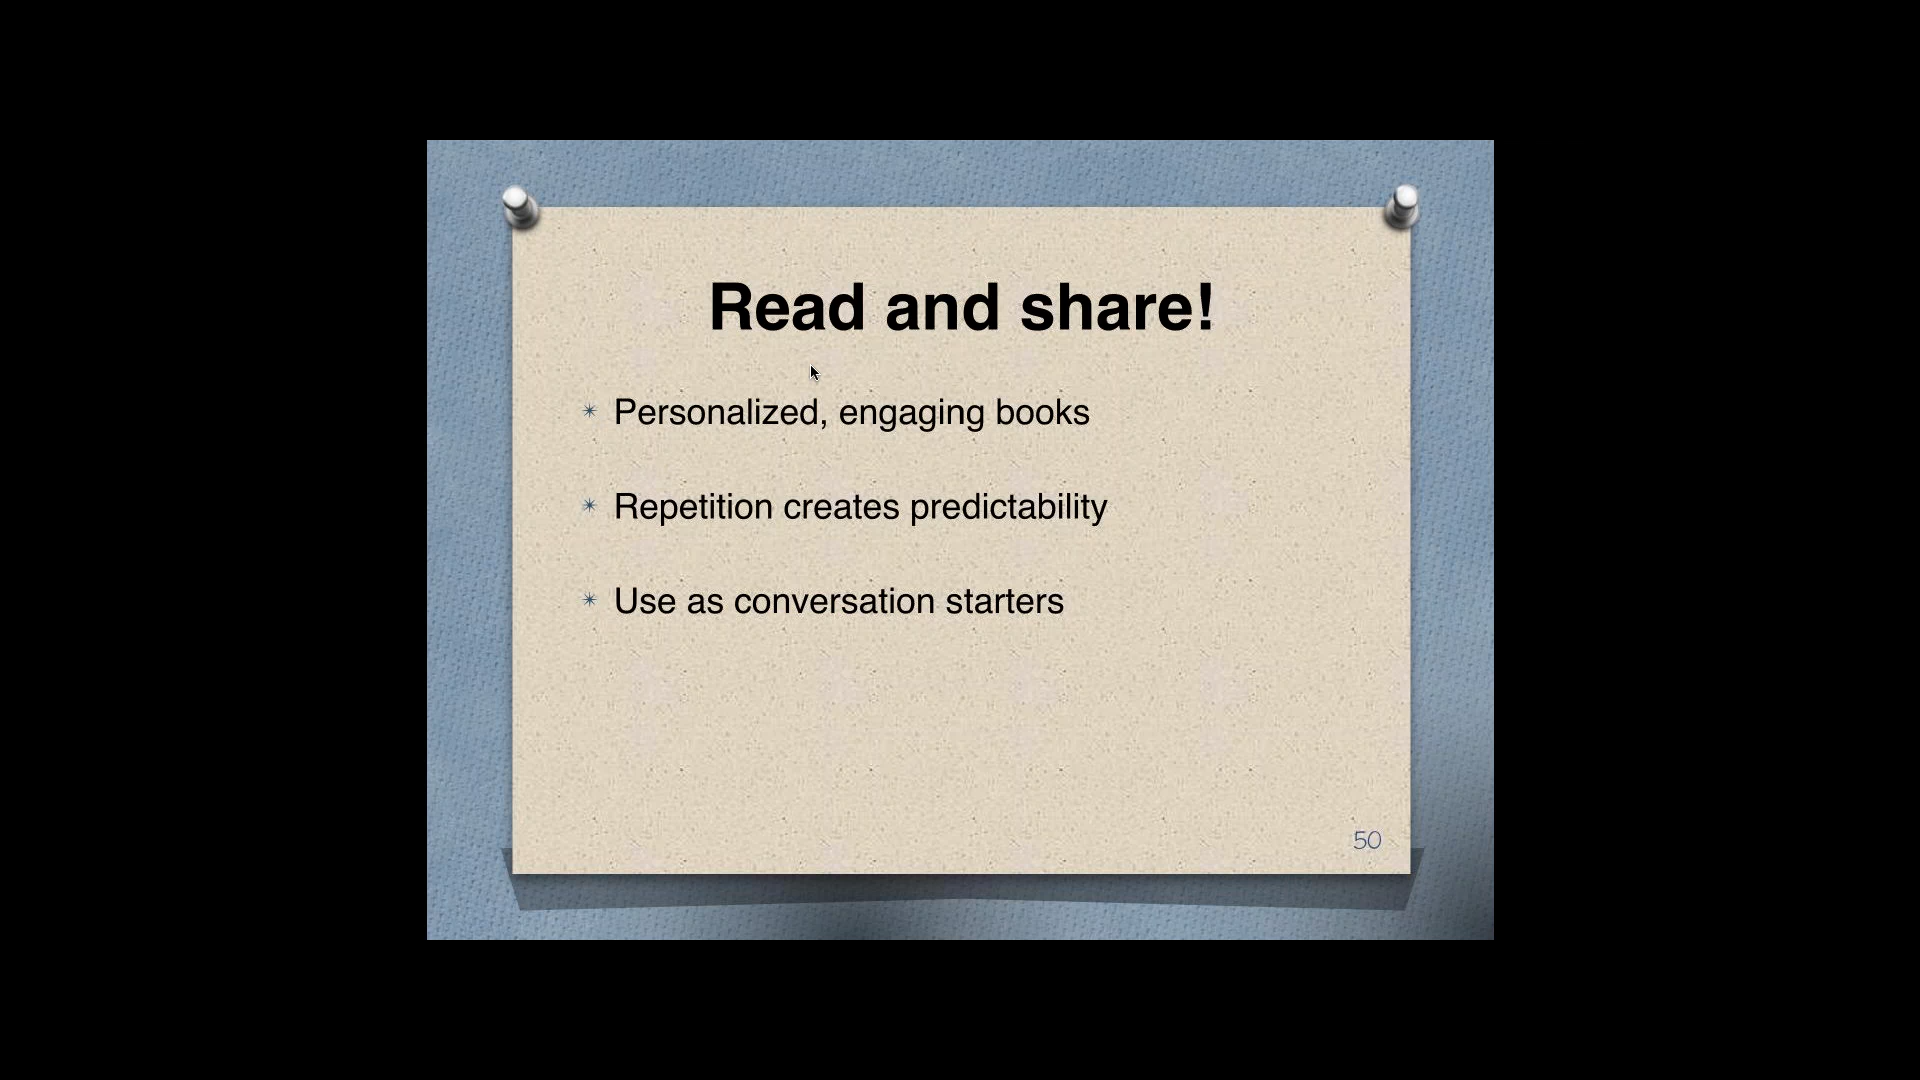 Read and share!
Personalized, engaging books
Repetition creates predictability
Use as conversation starters
50